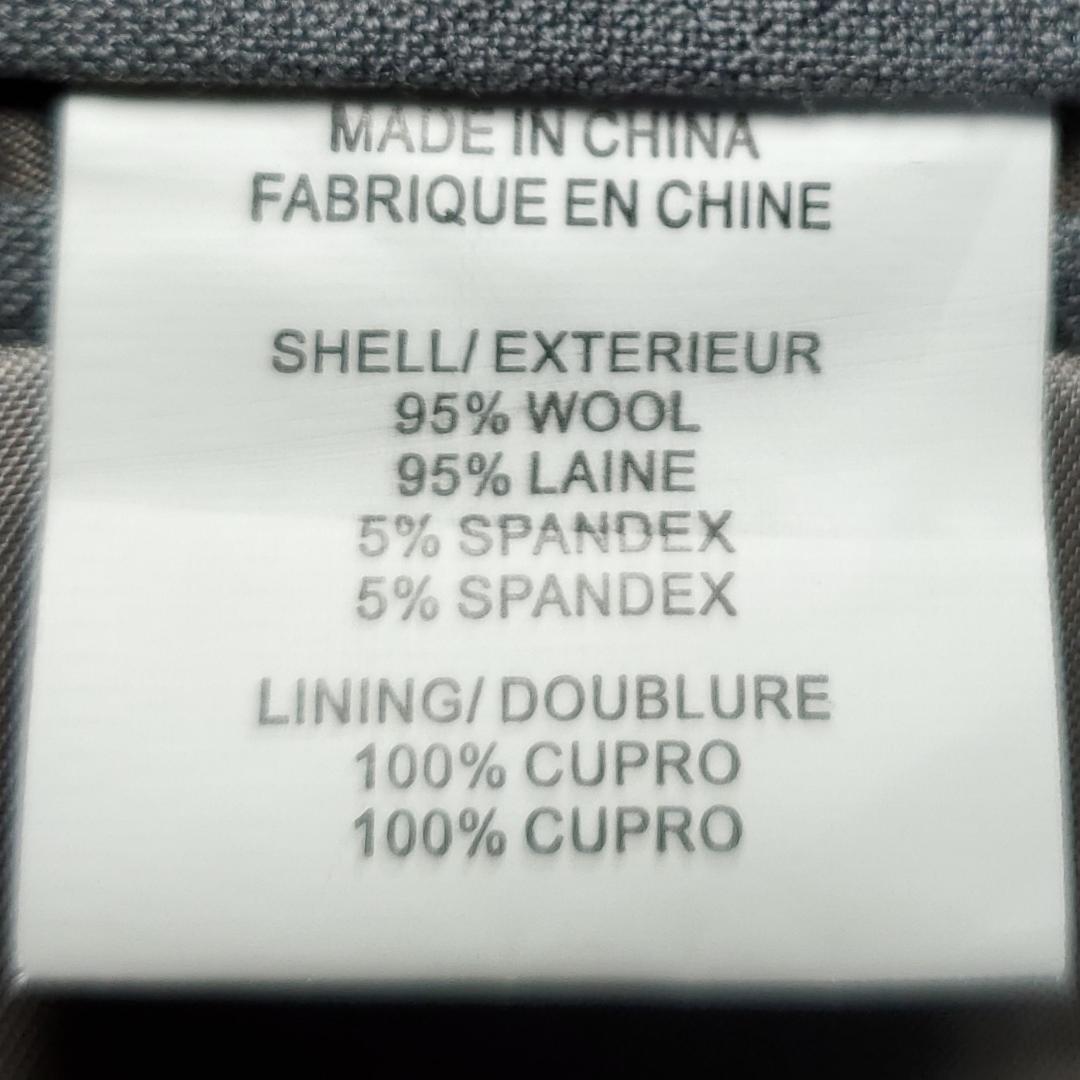 MADE IN CHINA
FABRIQUE EN CHINE
SHELL/ EXTERIEUR
95% WOOL
95% LAINE
5% SPANDEX
5% SPANDEX
LINING/ DOUBLURE
100% CUPRO
100% CUPRO